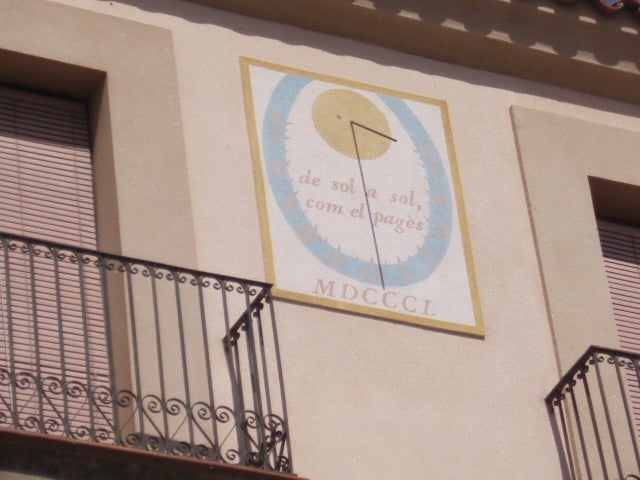 de sol a sol,
com el pagès
MDCCCL